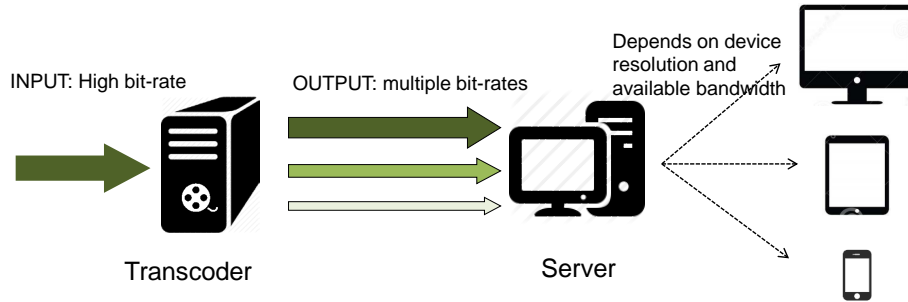 INPUT: High bit-rate
OUTPUT: multiple bit-rates
Depends on device
resolution and
available bandwidth
Transcoder
Server